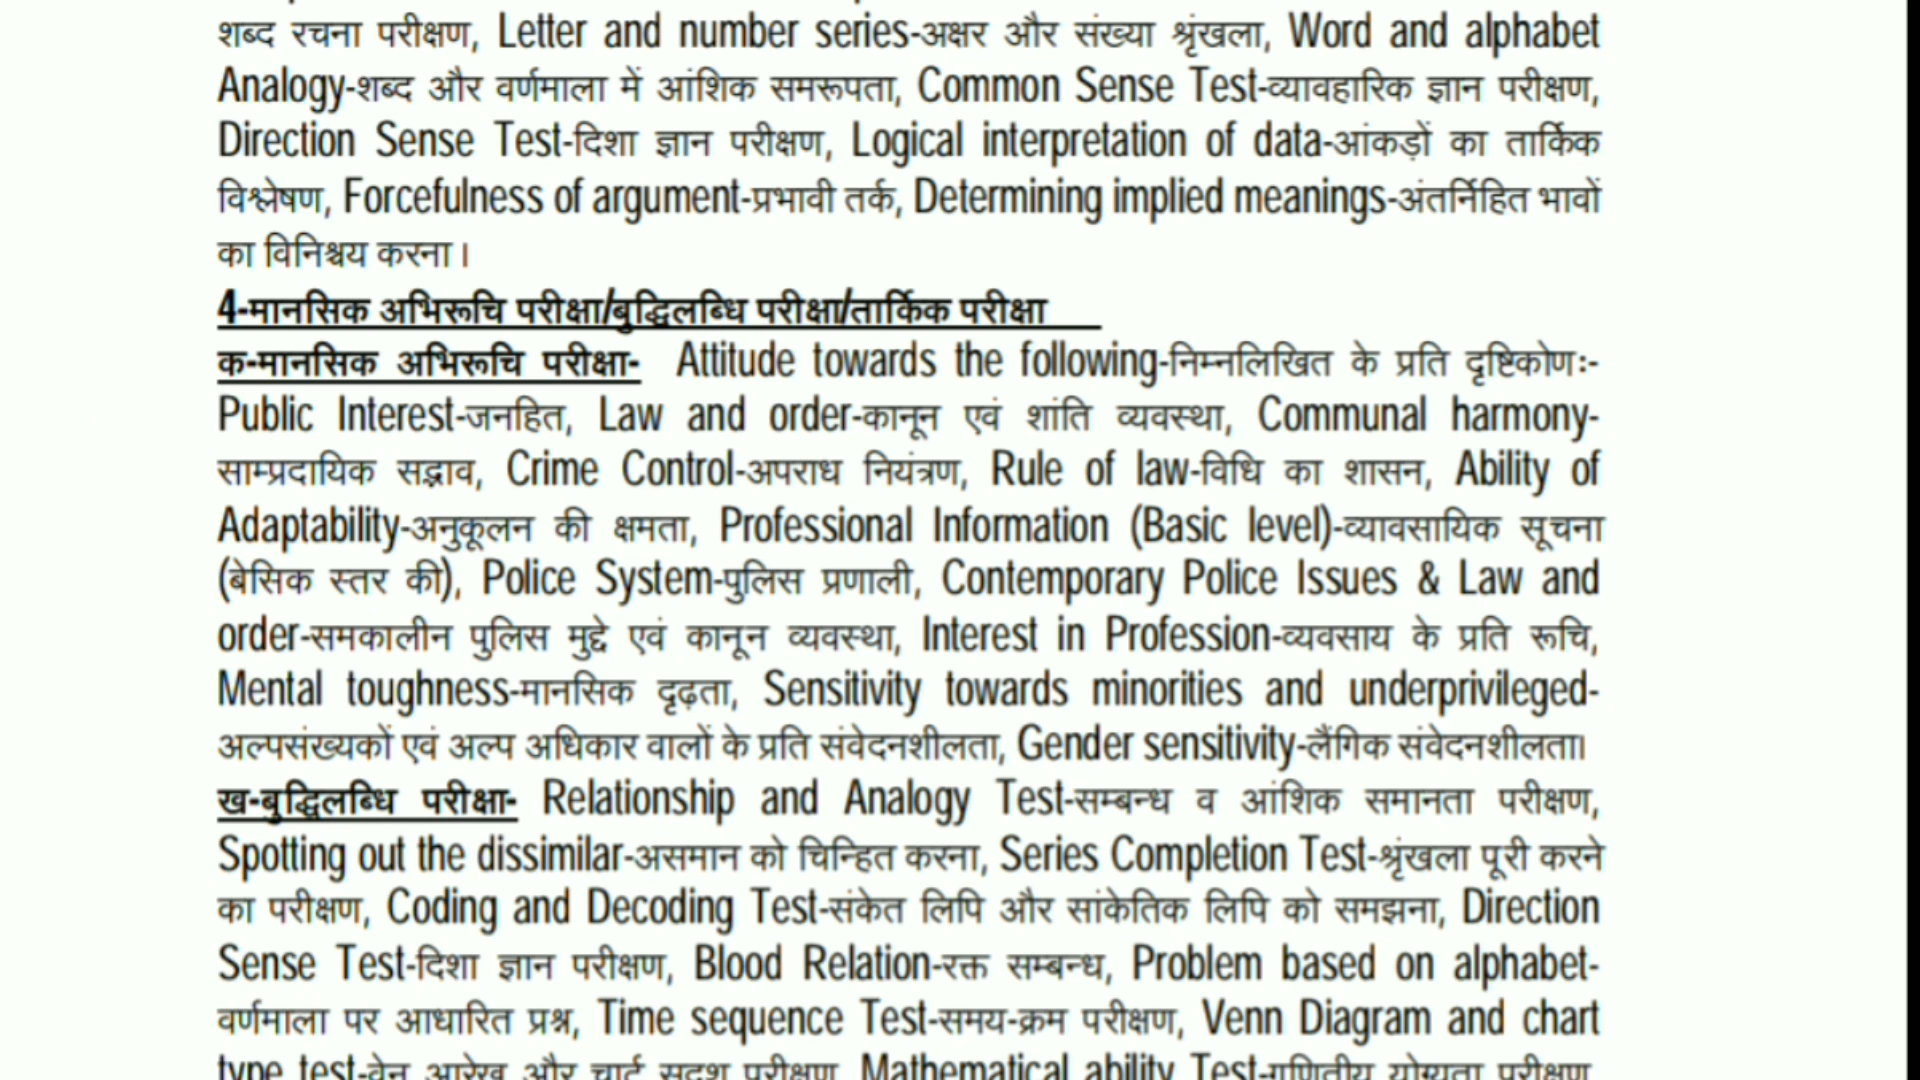 शब्द रचना परीक्षण, Letter and number series-अक्षर और संख्या श्रृंखला, Word and alphabet
Analogy-शब्द और वर्णमाला में आंशिक समरूपता, Common Sense Test-व्यावहारिक ज्ञान परीक्षण,
Direction Sense Test-दिशा ज्ञान परीक्षण, Logical interpretation of data-आंकड़ों का तार्किक
विश्लेषण, Forcefulness of argument-प्रभावी तर्क, Determining implied meanings-अंतर्निहित भावों
का विनिश्चय करना।
4-मानसिक अभिरूचि परीक्षा/बुद्धिलब्धि परीक्षा/तार्किक परीक्षा
क-मानसिक अभिरूचि परीक्षा- Attitude towards the following-निम्नलिखित के प्रति दृष्टिकोणः-
Public Interest-जनहित, Law and order-कानून एवं शांति व्यवस्था, Communal harmony-
साम्प्रदायिक सद्भाव, Crime Control-अपराध नियंत्रण, Rule of law-विधि का शासन, Ability of
Adaptability-अनुकूलन की क्षमता, Professional Information (Basic level)-व्यावसायिक सूचना
(बेसिक स्तर की), Police System-पुलिस प्रणाली, Contemporary Police Issues & Law and
order-समकालीन पुलिस मुद्दे एवं कानून व्यवस्था, Interest in Profession-व्यवसाय के प्रति रूचि,
Mental toughness-मानसिक दृढ़ता, Sensitivity towards minorities and underprivileged-
अल्पसंख्यकों एवं अल्प अधिकार वालों के प्रति संवेदनशीलता, Gender sensitivity-लैंगिक संवेदनशीलता।
ख-बुद्धिलब्धि परीक्षा- Relationship and Analogy Test-सम्बन्ध व आंशिक समानता परीक्षण,
Spotting out the dissimilar-असमान को चिन्हित करना, Series Completion Test-श्रृंखला पूरी करने
का परीक्षण, Coding and Decoding Test-संकेत लिपि और सांकेतिक लिपि को समझना, Direction
Sense Test-दिशा ज्ञान परीक्षण, Blood Relation-रक्त सम्बन्ध, Problem based on alphabet-
वर्णमाला पर आधारित प्रश्न, Time sequence Test-समय-क्रम परीक्षण, Venn Diagram and chart
type test-वेन आरेख और चार्ट सदृश परीक्षण, Mathematical ability Test-गणितीय योग्यता परीक्षण